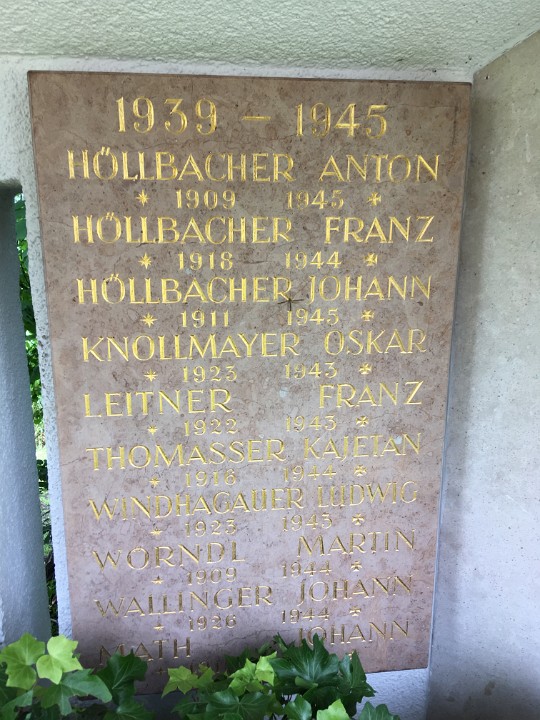 1939 – 1945
HÖLLBACHER ANTON
* 1909 1945 ✠
HÖLLBACHER FRANZ
* 1918 1944 ✠
HÖLLBACHER JOHANN
* 1911 1945 ✠
KNOLLMAYER OSKAR
* 1923 1943 ✠
LEITNER FRANZ
* 1922 1943 ✠
THOMASSER KAJETAN
* 1918 1944 ✠
WINDHAGAUER LUDWIG
* 1923 1943 ✠
WÖRNDL MARTIN
* 1909 1944 ✠
WALLINGER JOHANN
* 1926 1944 ✠
MATH JOHANN